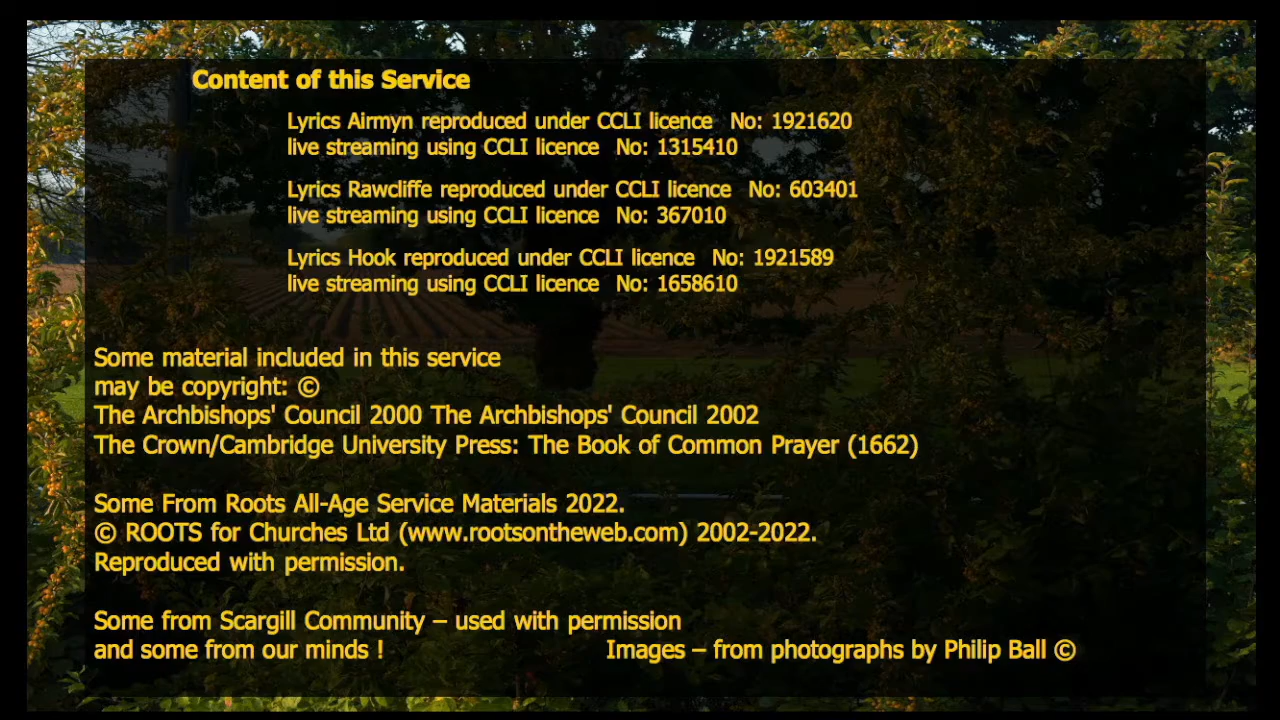 Content of this Service
Lyrics Airmyn reproduced under CCLI licence No: 1921620
live streaming using CCLI licence No: 1315410
Lyrics Rawcliffe reproduced under CCLI licence No: 603401
live streaming using CCLI licence No: 367010
Lyrics Hook reproduced under CCLI licence No: 1921589
live streaming using CCLI licence No: 1658610
Some material included in this service
may be copyright: ©
The Archbishops' Council 2000 The Archbishops' Council 2002
The Crown/Cambridge University Press: The Book of Common Prayer (1662)
Some From Roots All-Age Service Materials 2022.
© ROOTS for Churches Ltd (www.rootsontheweb.com) 2002-2022.
Reproduced with permission.
Some from Scargill Community – used with permission
and some from our minds !
Images – from photographs by Philip Ball ©